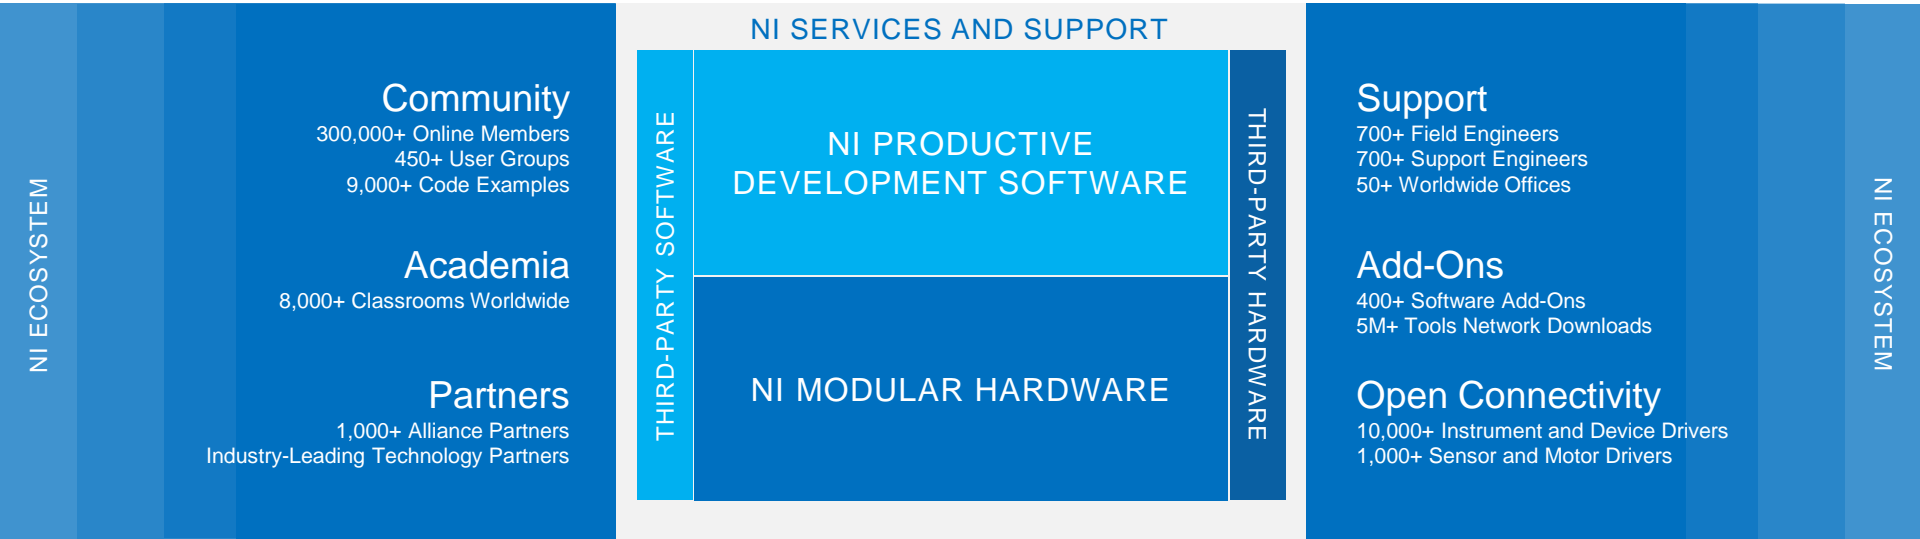 NI ECOSYSTEM
Community
300,000+ Online Members
450+ User Groups
9,000+ Code Examples
Academia
8,000+ Classrooms Worldwide
Partners
1,000+ Alliance Partners
Industry-Leading Technology Partners
NI SERVICES AND SUPPORT
THIRD-PARTY SOFTWARE
NI PRODUCTIVE
DEVELOPMENT SOFTWARE
NI MODULAR HARDWARE
THIRD-PARTY HARDWARE
Support
700+ Field Engineers
700+ Support Engineers
50+ Worldwide Offices
Add-Ons
400+ Software Add-Ons
5M+ Tools Network Downloads
Open Connectivity
10,000+ Instrument and Device Drivers
1,000+ Sensor and Motor Drivers
NI ECOSYSTEM